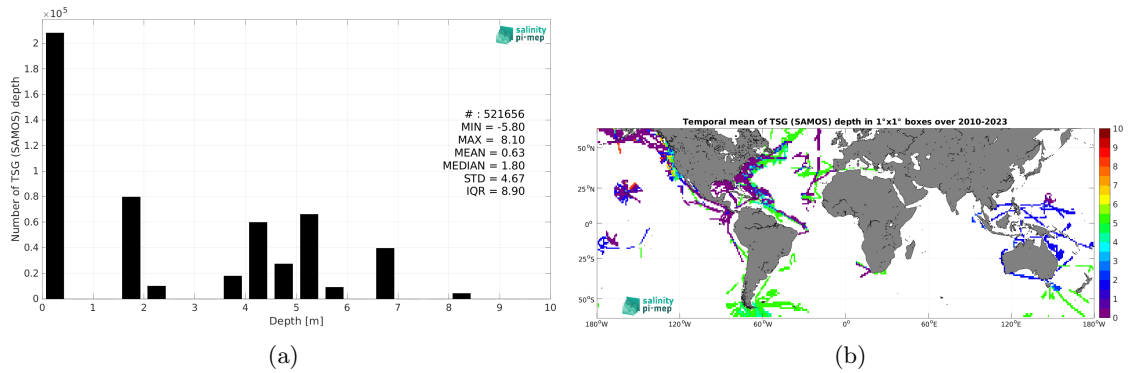 ×10⁵
2
1.8
1.6
1.4
1.2
1
0.8
0.6
0.4
0.2
0
Number of TSG (SAMOS) depth
salinity
pi-mep
# : 521656
MIN = -5.80
MAX = 8.10
MEAN = 0.63
MEDIAN = 1.80
STD = 4.67
IQR = 8.90
0 1 2 3 4 5 6 7 8 9 10
Depth [m]
(a)
Temporal mean of TSG (SAMOS) depth in 1°x1° boxes over 2010-2023
50°N
25°N
0°
25°S
50°S
salinity
pi-mep
180°W 120°W 60°W 0°E 60°E 120°E 180°E
10
9
8
7
6
5
4
3
2
1
0
(b)